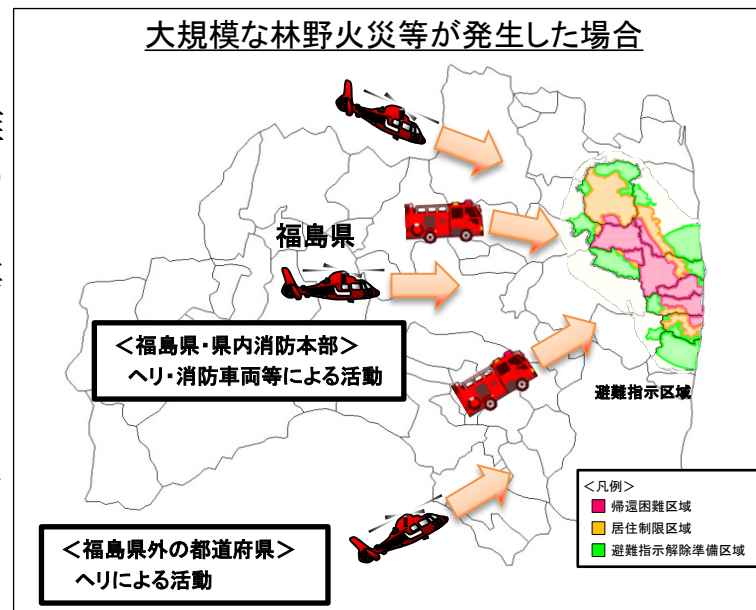 大規模な林野火災等が発生した場合
福島県
＜福島県・県内消防本部＞
ヘリ・消防車両等による活動
避難指示区域
＜凡例＞
帰還困難区域
居住制限区域
避難指示解除準備区域
＜福島県外の都道府県＞
ヘリによる活動